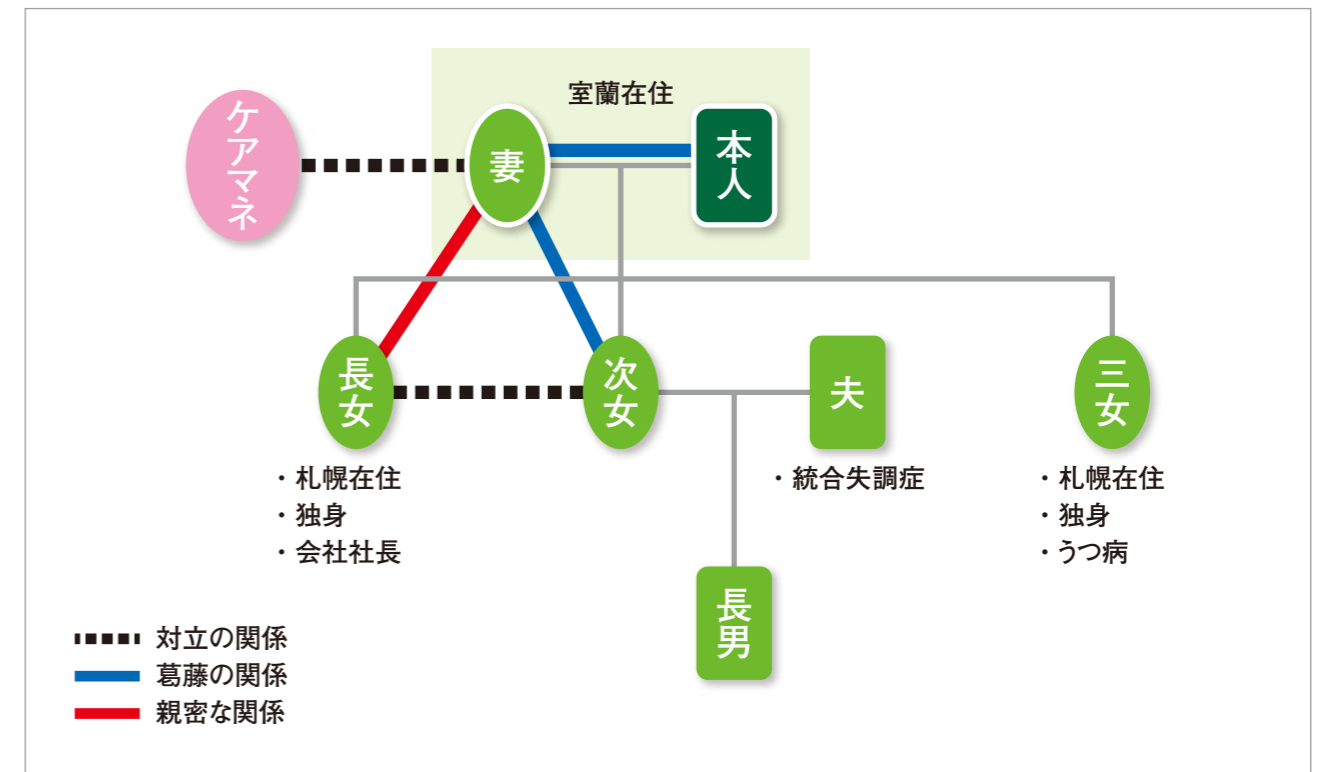 室蘭在住
ケアマネ
妻
本人
長女
次女
夫
三女
・札幌在住
・独身
・会社社長
・統合失調症
・札幌在住
・独身
・うつ病
長男
対立の関係
葛藤の関係
親密な関係